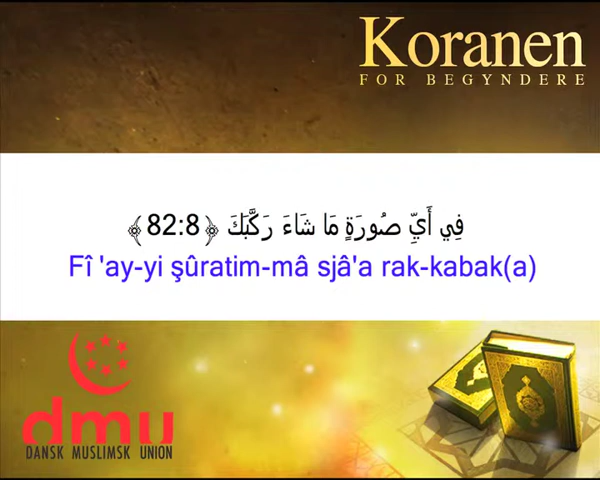 Koranen
FOR BEGYNDERE
فِي أَيِّ صُورَةٍ مَا شَاءَ رَكَّبَكَ ﴿82:8﴾
Fî 'ay-yi şûratim-mâ sjâ'a rak-kabak(a)
dmu
DANSK MUSLIMSK UNION